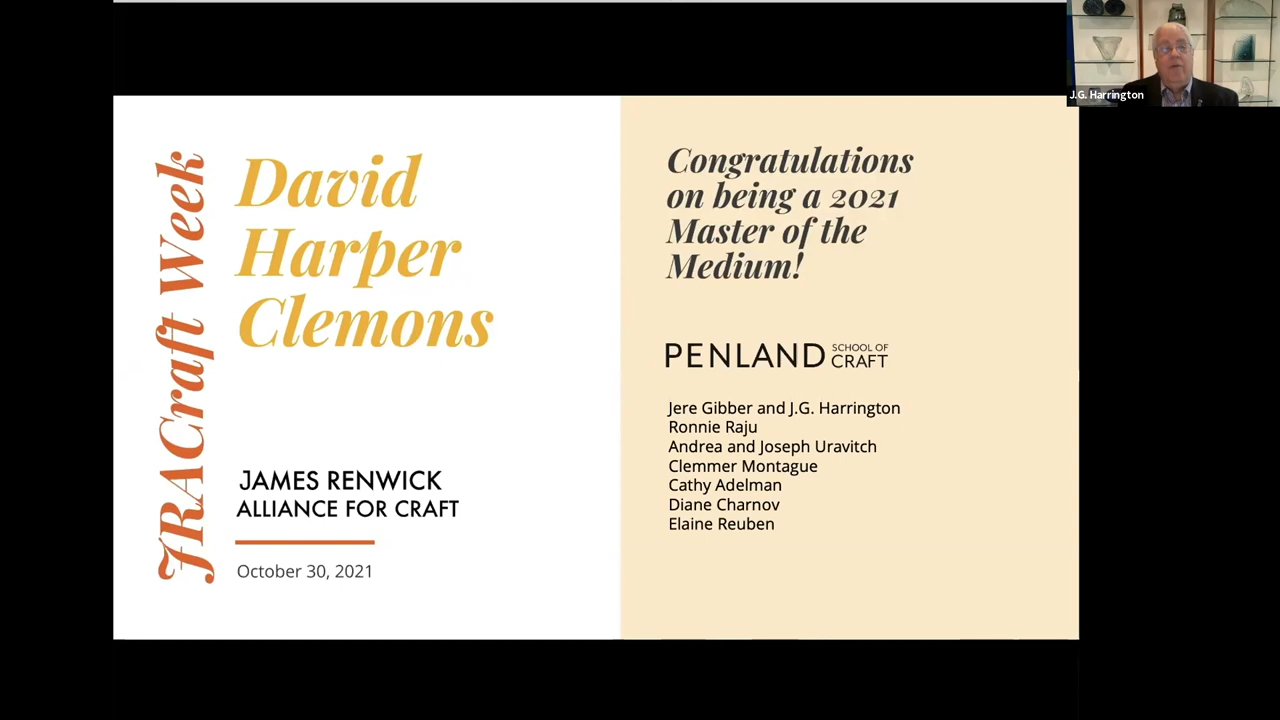 JRACraft Week
David
Harper
Clemons
JAMES RENWICK
ALLIANCE FOR CRAFT
October 30, 2021
Congratulations
on being a 2021
Master of the
Medium!
PENLAND SCHOOL OF CRAFT
Jere Gibber and J.G. Harrington
Ronnie Raju
Andrea and Joseph Uravitch
Clemmer Montague
Cathy Adelman
Diane Charnov
Elaine Reuben
J.G. Harrington